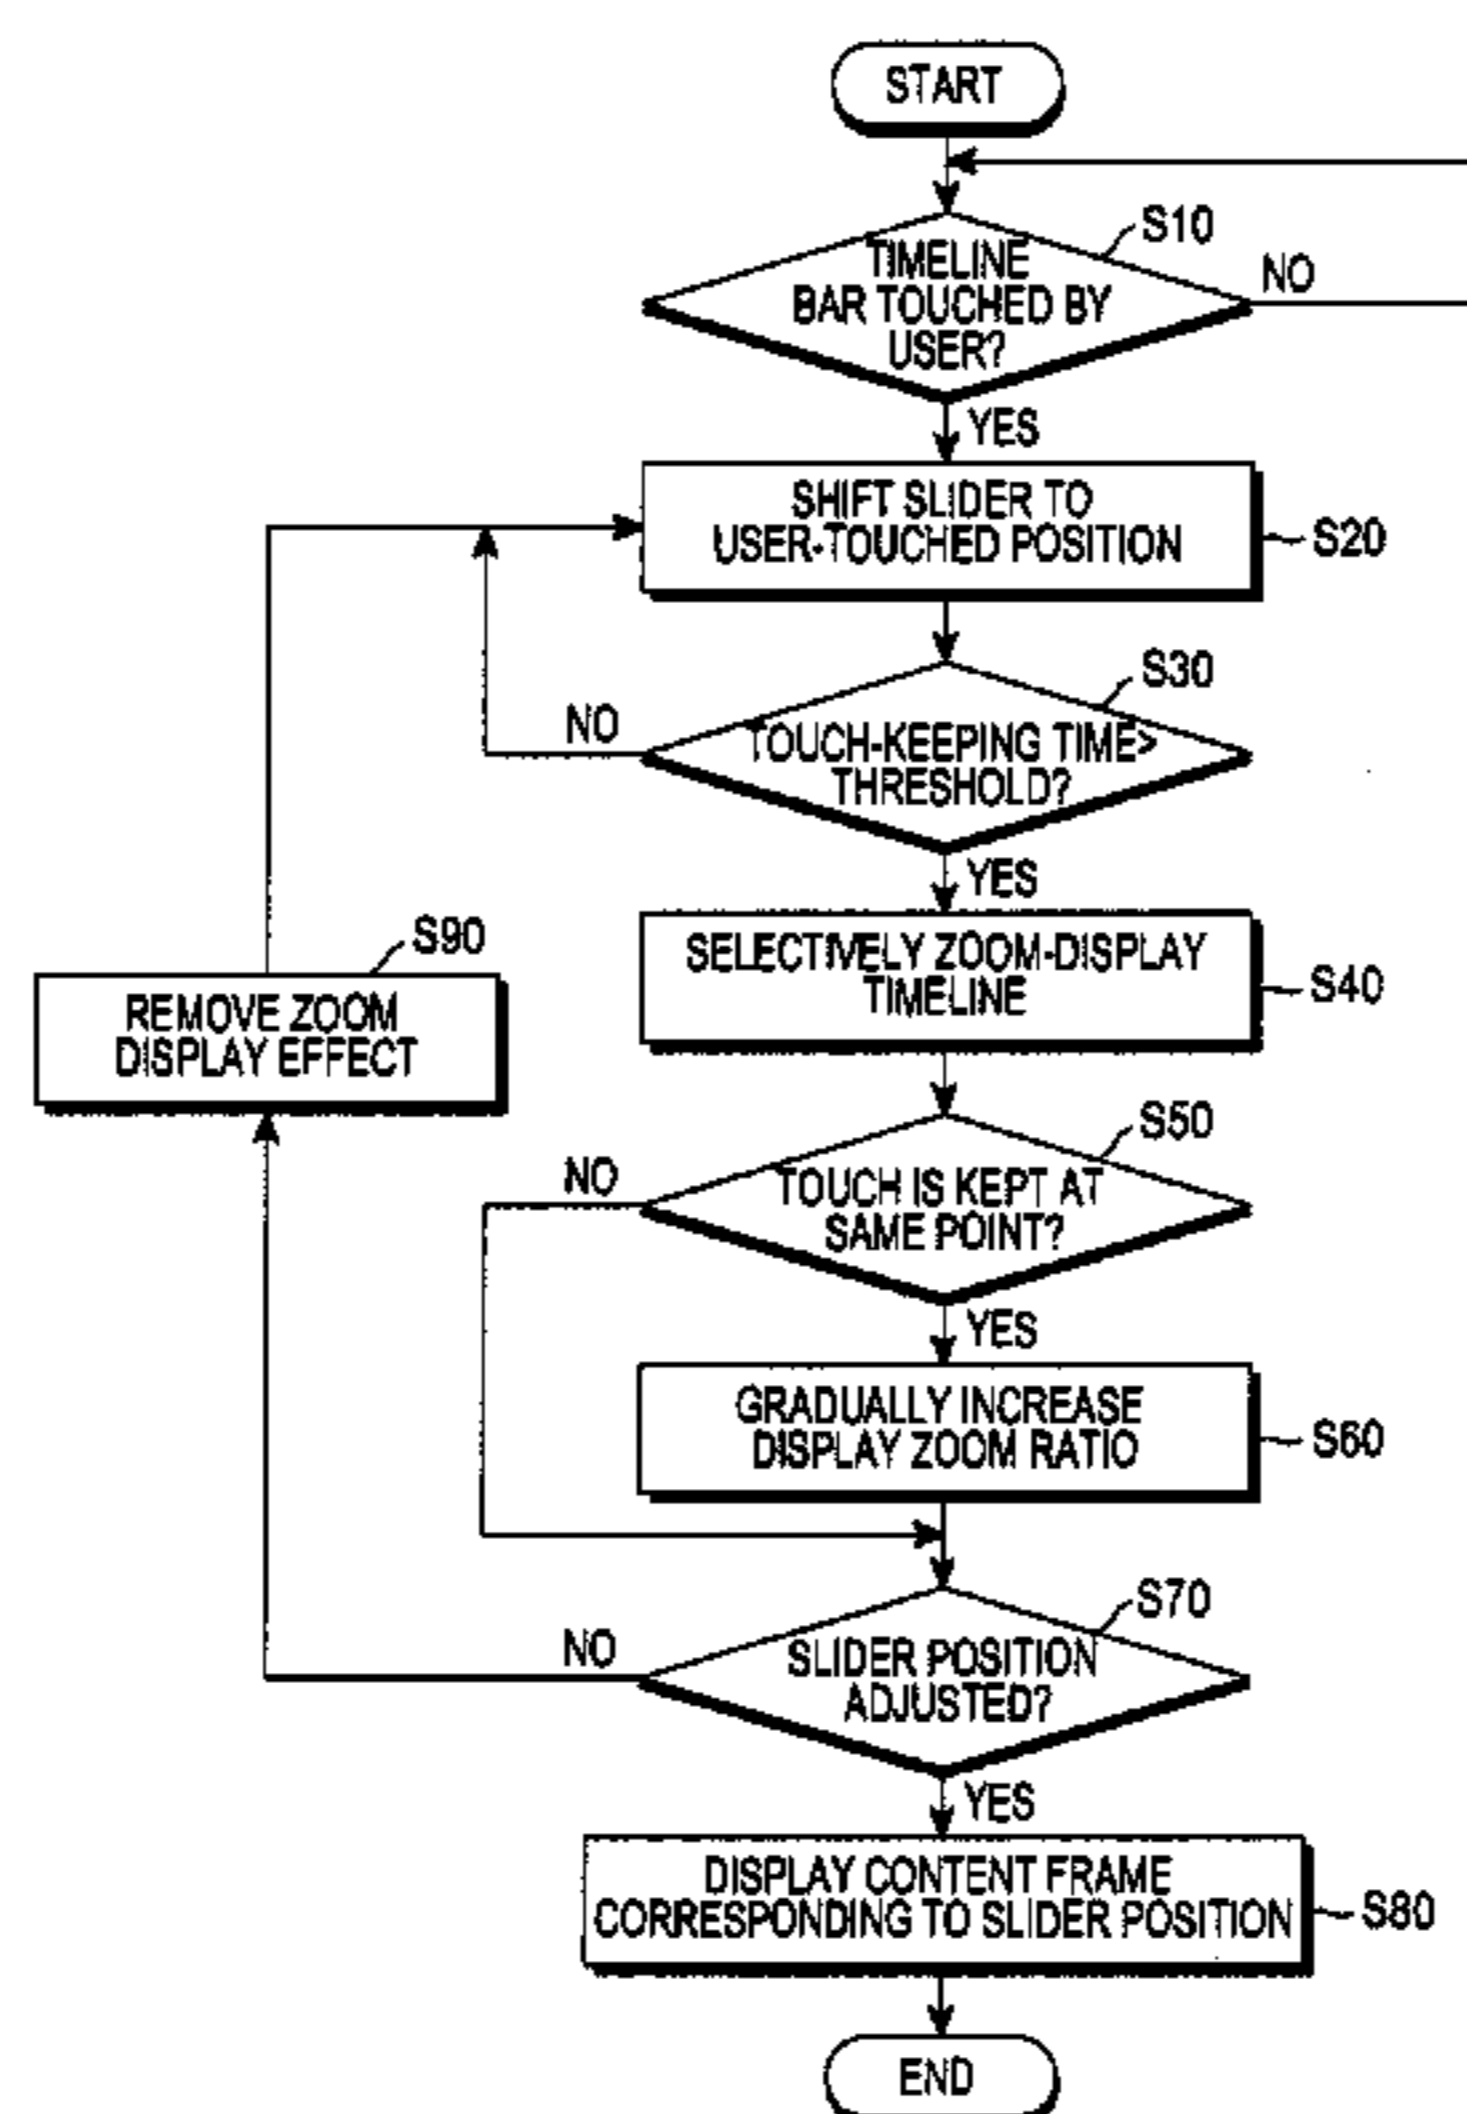 START
S10
TIMELINE
BAR TOUCHED BY
USER?
NO
YES
SHIFT SLIDER TO
USER-TOUCHED POSITION
S20
S30
NO
TOUCH-KEEPING TIME>
THRESHOLD?
YES
S90
SELECTIVELY ZOOM-DISPLAY
TIMELINE
S40
REMOVE ZOOM
DISPLAY EFFECT
S50
NO
TOUCH IS KEPT AT
SAME POINT?
YES
GRADUALLY INCREASE
DISPLAY ZOOM RATIO
S60
S70
NO
SLIDER POSITION
ADJUSTED?
YES
DISPLAY CONTENT FRAME
CORRESPONDING TO SLIDER POSITION
S80
END